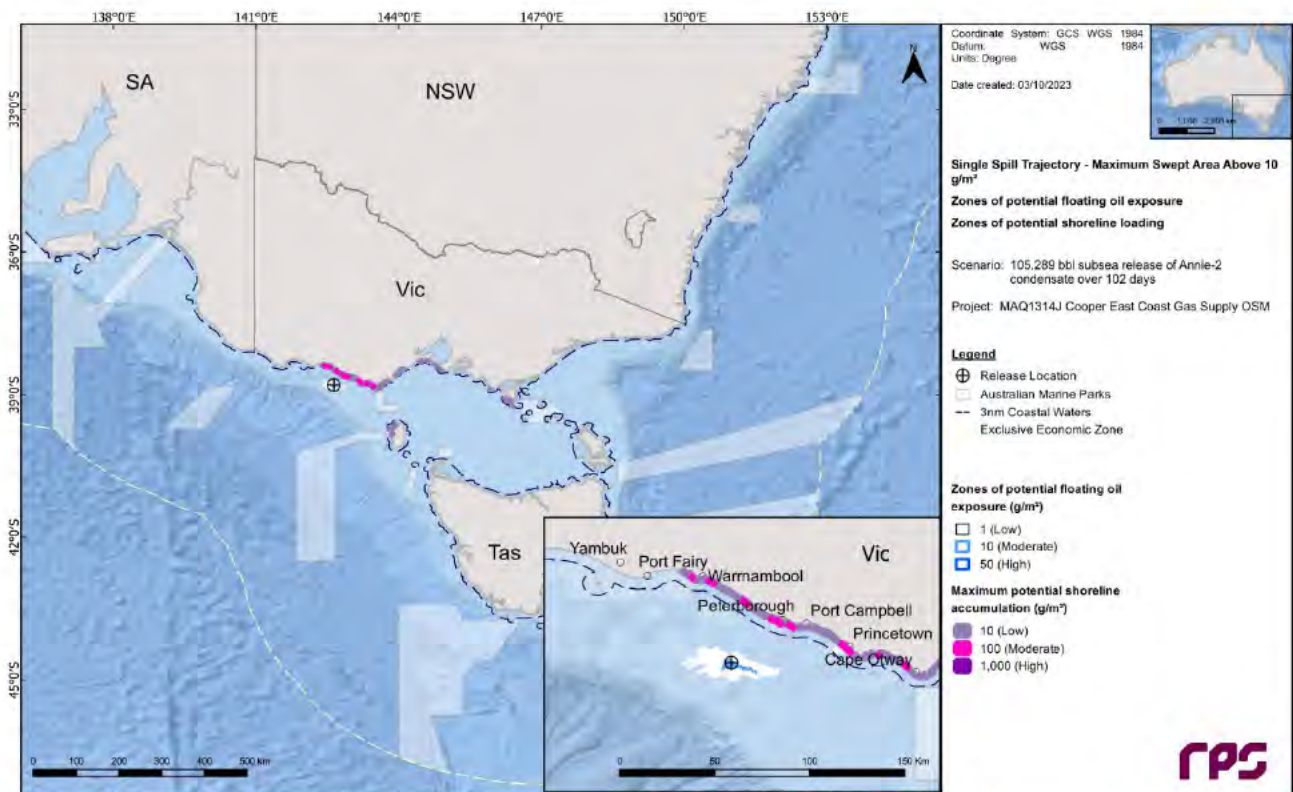 138°0'E 141°0'E 144°0'E 147°0'E 150°0'E 153°0'E
33°0'S
36°0'S
39°0'S
42°0'S
45°0'S
SA
NSW
Vic
Tas
N
0 100 200 300 400 500 Km
Yambuk
Port Fairy
Warrnambool
Vic
Peterborough
Port Campbell
Princetown
Cape Otway
0 50 100 150 Km
Coordinate System: GCS WGS 1984
Datum: WGS 1984
Units: Degree
Date created: 03/10/2023
Single Spill Trajectory - Maximum Swept Area Above 10
g/m²
Zones of potential floating oil exposure
Zones of potential shoreline loading
Scenario: 105,289 bbl subsea release of Annie-2
condensate over 102 days
Project: MAQ1314J Cooper East Coast Gas Supply OSM
Legend
Release Location
Australian Marine Parks
3nm Coastal Waters
Exclusive Economic Zone
Zones of potential floating oil
exposure (g/m²)
1 (Low)
10 (Moderate)
50 (High)
Maximum potential shoreline
accumulation (g/m²)
10 (Low)
100 (Moderate)
1,000 (High)
rps